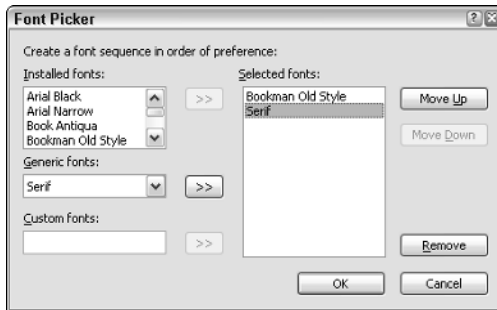 Font Picker
Create a font sequence in order of preference:
Installed fonts:
Selected fonts:
Arial Black
Arial Narrow
Book Antiqua
Bookman Old Style
>>
Bookman Old Style
Serif
Move Up
Move Down
Generic fonts:
Serif
>>
Custom fonts:
>>
Remove
OK
Cancel